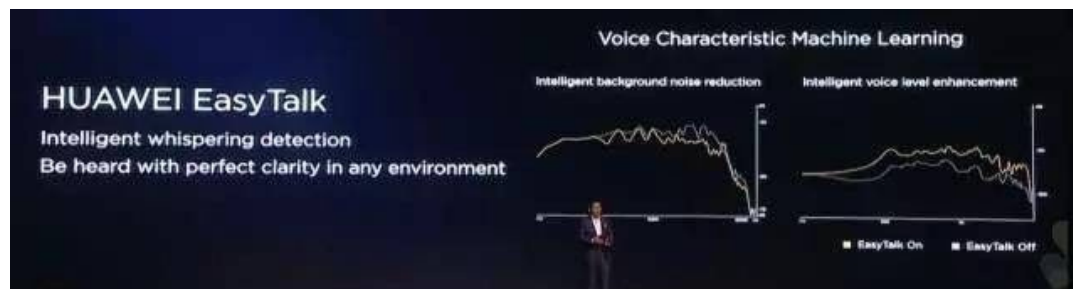 Voice Characteristic Machine Learning
HUAWEI EasyTalk
Intelligent whispering detection
Be heard with perfect clarity in any environment
Intelligent background noise reduction
Intelligent voice level enhancement
EasyTalk On
EasyTalk Off